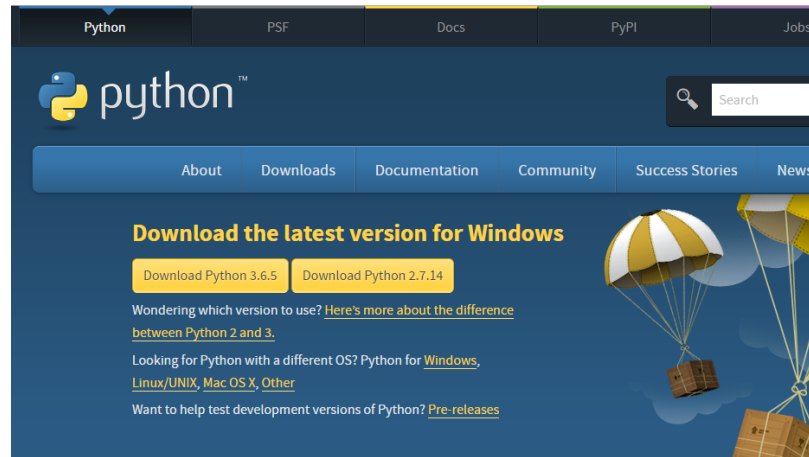 Python PSF Docs PyPI Jobs
python™
Search
About Downloads Documentation Community Success Stories News
Download the latest version for Windows
Download Python 3.6.5 Download Python 2.7.14
Wondering which version to use? Here's more about the difference
between Python 2 and 3.
Looking for Python with a different OS? Python for Windows,
Linux/UNIX, Mac OS X, Other
Want to help test development versions of Python? Pre-releases